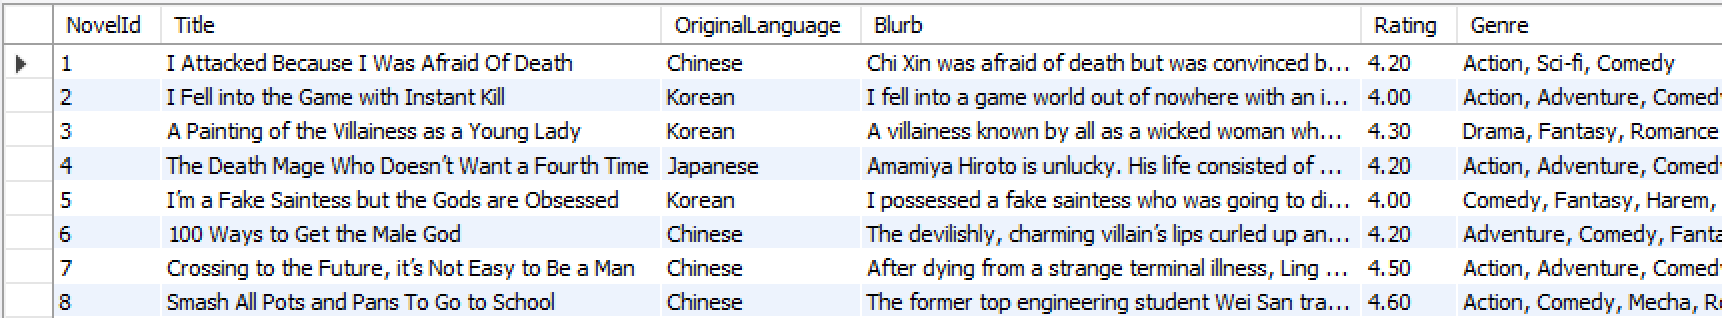 NovelId Title OriginalLanguage Blurb Rating Genre
1 I Attacked Because I Was Afraid Of Death Chinese Chi Xin was afraid of death but was convinced b... 4.20 Action, Sci-fi, Comedy
2 I Fell into the Game with Instant Kill Korean I fell into a game world out of nowhere with an i... 4.00 Action, Adventure, Comed
3 A Painting of the Villainess as a Young Lady Korean A villainess known by all as a wicked woman wh... 4.30 Drama, Fantasy, Romance
4 The Death Mage Who Doesn’t Want a Fourth Time Japanese Amamiya Hiroto is unlucky. His life consisted of ... 4.20 Action, Adventure, Comed
5 I’m a Fake Saintess but the Gods are Obsessed Korean I possessed a fake saintess who was going to di... 4.00 Comedy, Fantasy, Harem,
6 100 Ways to Get the Male God Chinese The devilishly, charming villain’s lips curled up an... 4.20 Adventure, Comedy, Fanta
7 Crossing to the Future, it’s Not Easy to Be a Man Chinese After dying from a strange terminal illness, Ling ... 4.50 Action, Adventure, Comed
8 Smash All Pots and Pans To Go to School Chinese The former top engineering student Wei San tra... 4.60 Action, Comedy, Mecha, R